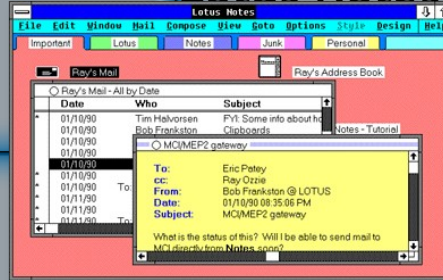 Lotus Notes
File Edit Window Mail Compose View Goto Options Style Design Help
Important Lotus Notes Junk Personal
Ray's Mail Ray's Address Book
Ray's Mail - All by Date
Date Who Subject
01/10/90 Tim Halvorsen FYI: Some info about ho
01/10/90 Bob Frankston Clipboards
Notes - Tutorial
01/10/90
01/10/90
01/10/90
01/10/90 To:
01/10/90
01/11/90
01/11/90 To:
MCI/MEP2 gateway
To: Eric Patey
cc: Ray Ozzie
From: Bob Frankston @ LOTUS
Date: 01/10/90 08:35:06 PM
Subject: MCI/MEP2 gateway
What is the status of this? Will I be able to send mail to
MCI directly from Notes soon?